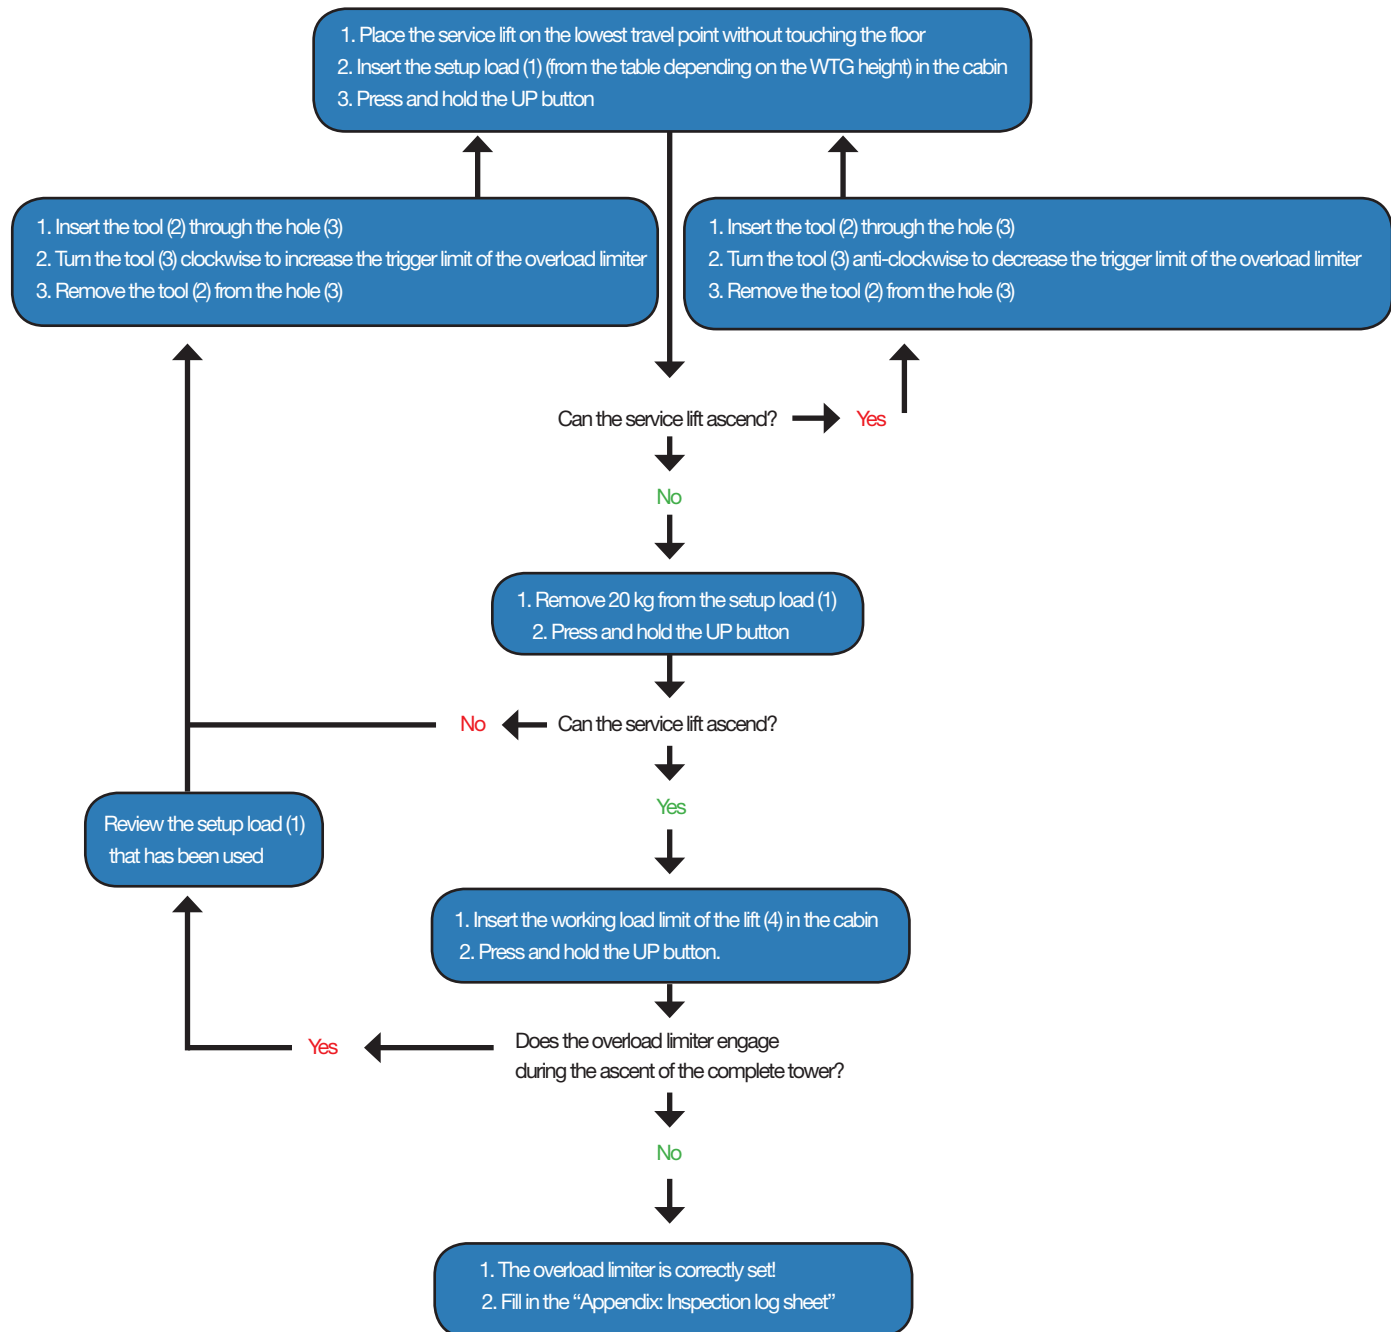 1. Place the service lift on the lowest travel point without touching the floor
2. Insert the setup load (1) (from the table depending on the WTG height) in the cabin
3. Press and hold the UP button
1. Insert the tool (2) through the hole (3)
2. Turn the tool (3) clockwise to increase the trigger limit of the overload limiter
3. Remove the tool (2) from the hole (3)
1. Insert the tool (2) through the hole (3)
2. Turn the tool (3) anti-clockwise to decrease the trigger limit of the overload limiter
3. Remove the tool (2) from the hole (3)
Can the service lift ascend?
Yes
No
1. Remove 20 kg from the setup load (1)
2. Press and hold the UP button
No
Can the service lift ascend?
Yes
Review the setup load (1)
that has been used
1. Insert the working load limit of the lift (4) in the cabin
2. Press and hold the UP button.
Yes
Does the overload limiter engage
during the ascent of the complete tower?
No
1. The overload limiter is correctly set!
2. Fill in the “Appendix: Inspection log sheet”